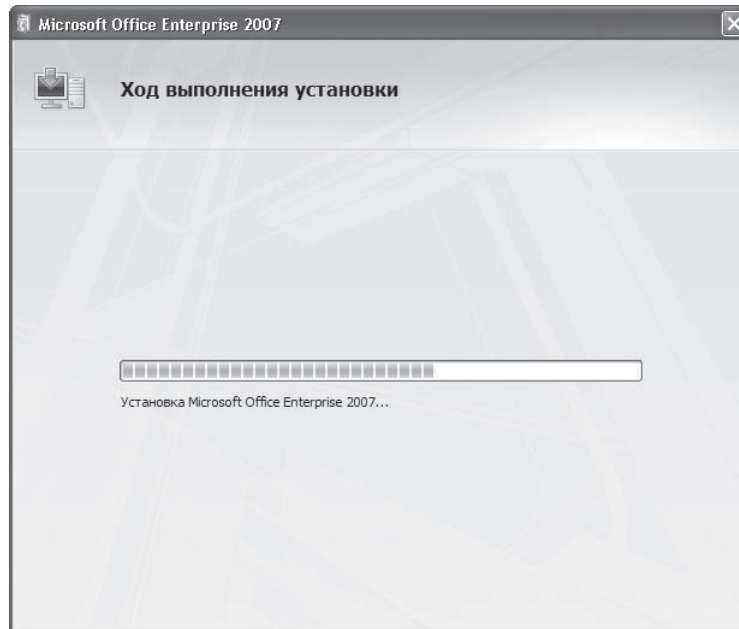 Microsoft Office Enterprise 2007
Ход выполнения установки
Установка Microsoft Office Enterprise 2007...